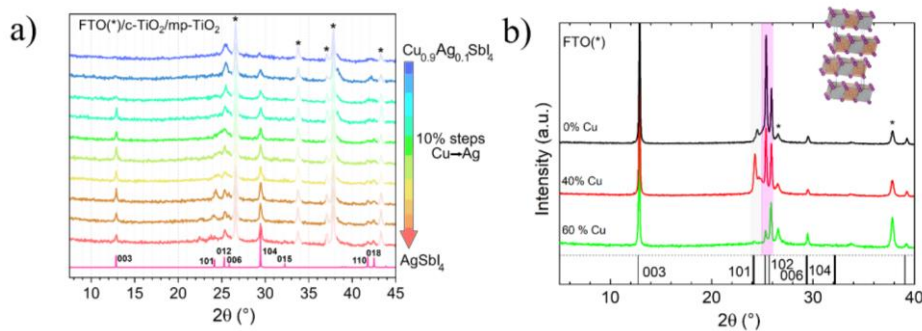 a)
FTO(*)/c-TiO₂/mp-TiO₂
*
* * * *
Cu₀.₉Ag₀.₁SbI₄
10% steps
Cu→Ag
AgSbI₄
003
101
012
006
104
015
110
018
10 15 20 25 30 35 40 45
2θ (°)
b)
FTO(*)
Intensity (a.u.)
0% Cu
* *
40% Cu
60 % Cu
003
101
102
006
104
10 20 30 40
2θ (°)